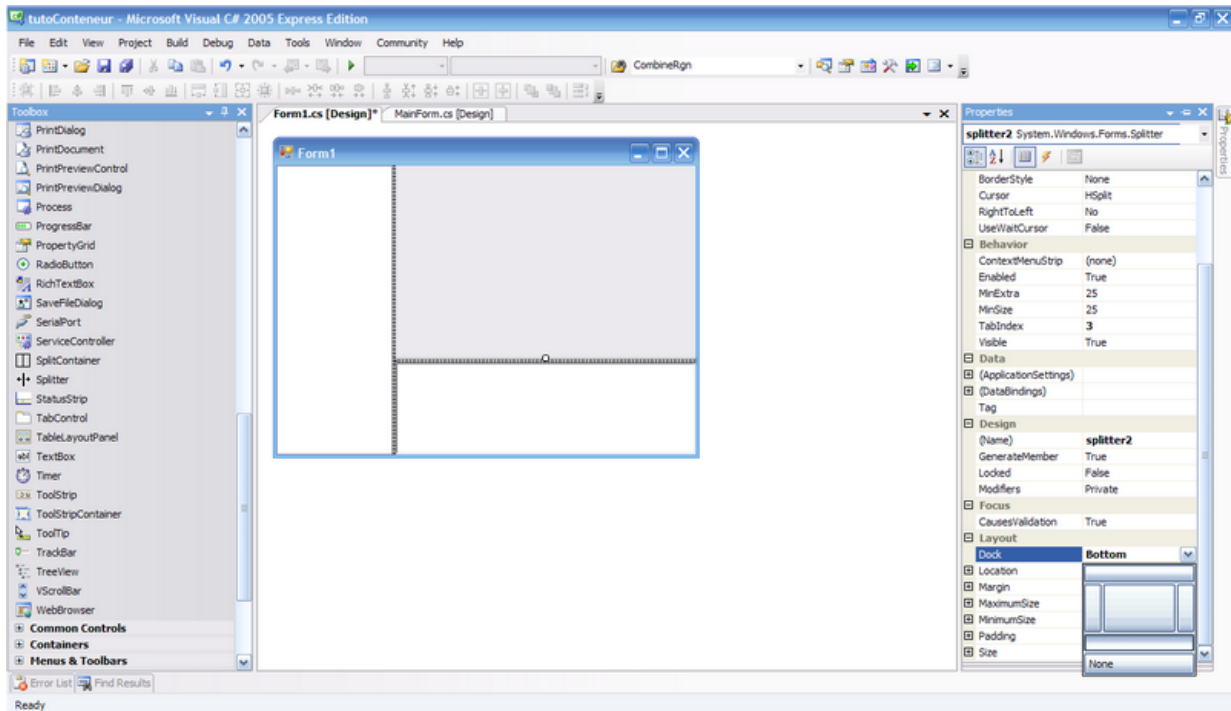 tutoConteneur - Microsoft Visual C# 2005 Express Edition
File Edit View Project Build Debug Data Tools Window Community Help
CombineRgn
Toolbox
PrintDialog
PrintDocument
PrintPreviewControl
PrintPreviewDialog
Process
ProgressBar
PropertyGrid
RadioButton
RichTextBox
SaveFileDialog
SerialPort
ServiceController
SplitContainer
Splitter
StatusStrip
TabControl
TableLayoutPanel
TextBox
Timer
ToolStrip
ToolStripContainer
ToolTip
TrackBar
TreeView
VScrollBar
WebBrowser
Common Controls
Containers
Menus & Toolbars
Form1.cs [Design]* MainForm.cs [Design]
Form1
Properties
splitter2 System.Windows.Forms.Splitter
BorderStyle None
Cursor HSplit
RightToLeft No
UseWaitCursor False
Behavior
ContextMenuStrip (none)
Enabled True
MinExtra 25
MinSize 25
TabIndex 3
Visible True
Data
(ApplicationSettings)
(DataBindings)
Tag
Design
(Name) splitter2
GenerateMember True
Locked False
Modifiers Private
Focus
CausesValidation True
Layout
Dock Bottom
Location
Margin
MaximumSize
MinimumSize
Padding
Size
None
Properties
Error List Find Results
Ready